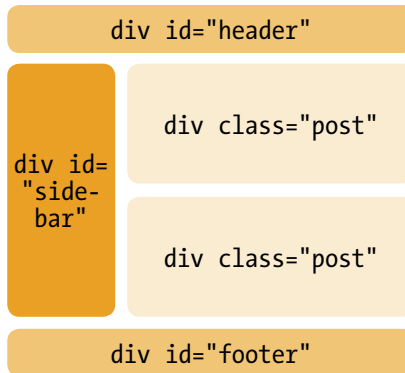 div id="header"
div id=
"side-
bar"
div class="post"
div class="post"
div id="footer"